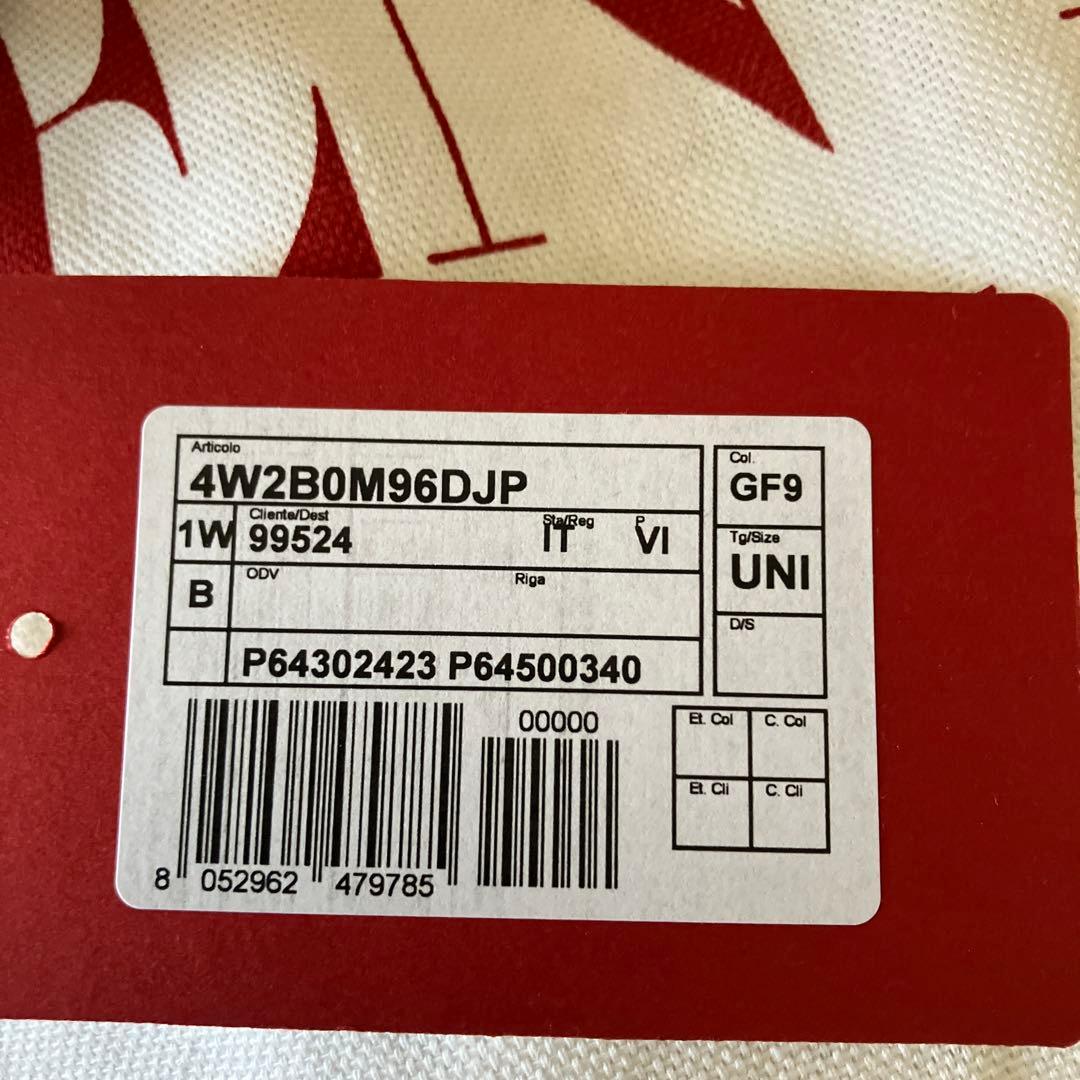 Articolo
4W2B0M96DJP
Col.
GF9
1W
Cliente/Dest
99524
Sta/Reg
IT
P
VI
Tg/Size
UNI
B
ODV
Riga
D/S
P64302423 P64500340
00000
Et. Col
C. Col
Et. Cli
C. Cli
8 052962 479785